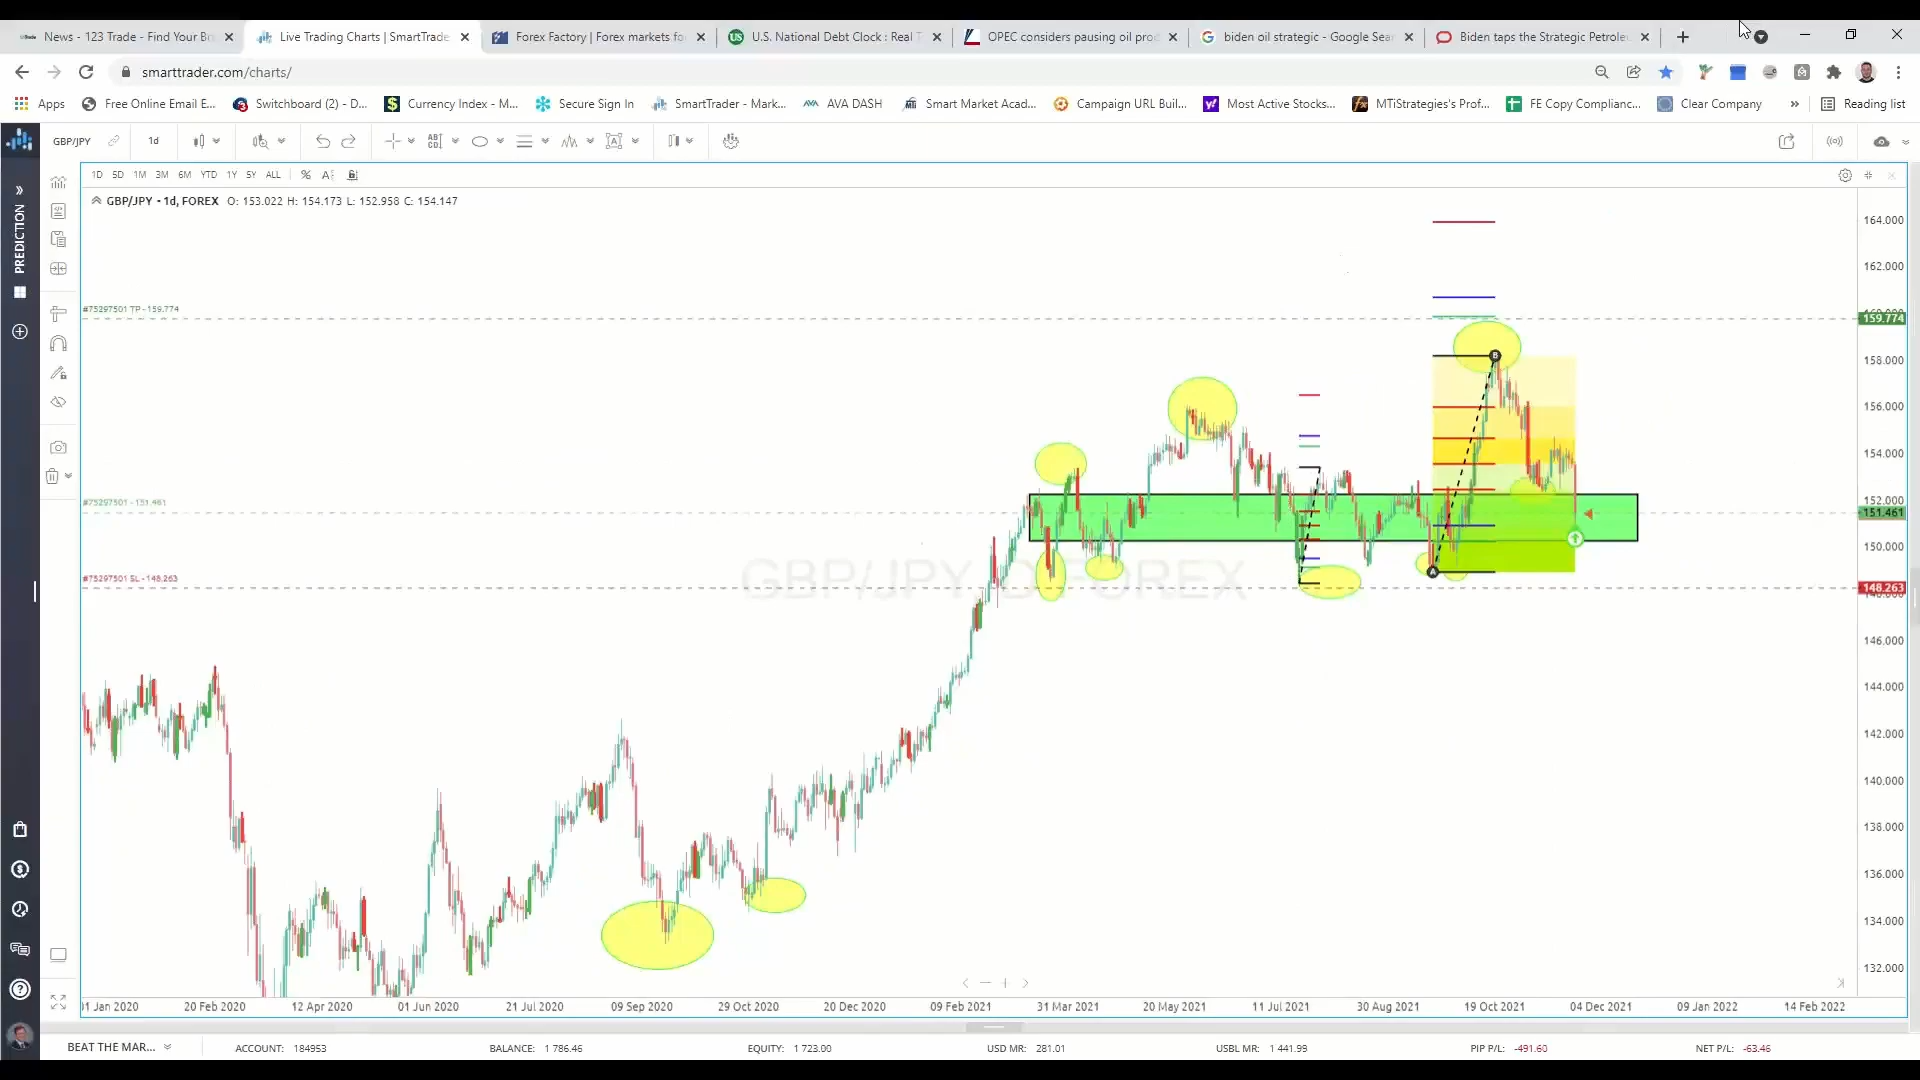 News - 123 Trade - Find Your Br
Live Trading Charts | SmartTrade
Forex Factory | Forex markets fo
U.S. National Debt Clock : Real T
OPEC considers pausing oil prod
biden oil strategic - Google Sear
Biden taps the Strategic Petroleu
smarttrader.com/charts/
Apps
Free Online Email E...
Switchboard (2) - D...
Currency Index - M...
Secure Sign In
SmartTrader - Mark...
AVA DASH
Smart Market Acad...
Campaign URL Buil...
Most Active Stocks...
MTiStrategies's Prof...
FE Copy Complianc...
Clear Company
»
Reading list
GBP/JPY
1d
1D 5D 1M 3M 6M YTD 1Y 5Y ALL %
GBP/JPY - 1d, FOREX O: 153.022 H: 154.173 L: 152.958 C: 154.147
PREDICTION
#75297501 TP - 159.774
#75297501 - 151.461
#75297501 SL - 148.263
GBP/JPY, D, FOREX
B
A
164.000
162.000
159.774
158.000
156.000
154.000
152.000
151.461
150.000
148.263
146.000
144.000
142.000
140.000
138.000
136.000
134.000
132.000
20 Feb 2020
12 Apr 2020
01 Jun 2020
21 Jul 2020
09 Sep 2020
29 Oct 2020
20 Dec 2020
09 Feb 2021
31 Mar 2021
20 May 2021
11 Jul 2021
30 Aug 2021
19 Oct 2021
04 Dec 2021
09 Jan 2022
14 Feb 2022
BEAT THE MAR...
ACCOUNT: 184953
BALANCE: 1 786.46
EQUITY: 1 723.00
USD MR: 281.01
USBL MR: 1 441.99
PIP P/L: -491.60
NET P/L: -63.46